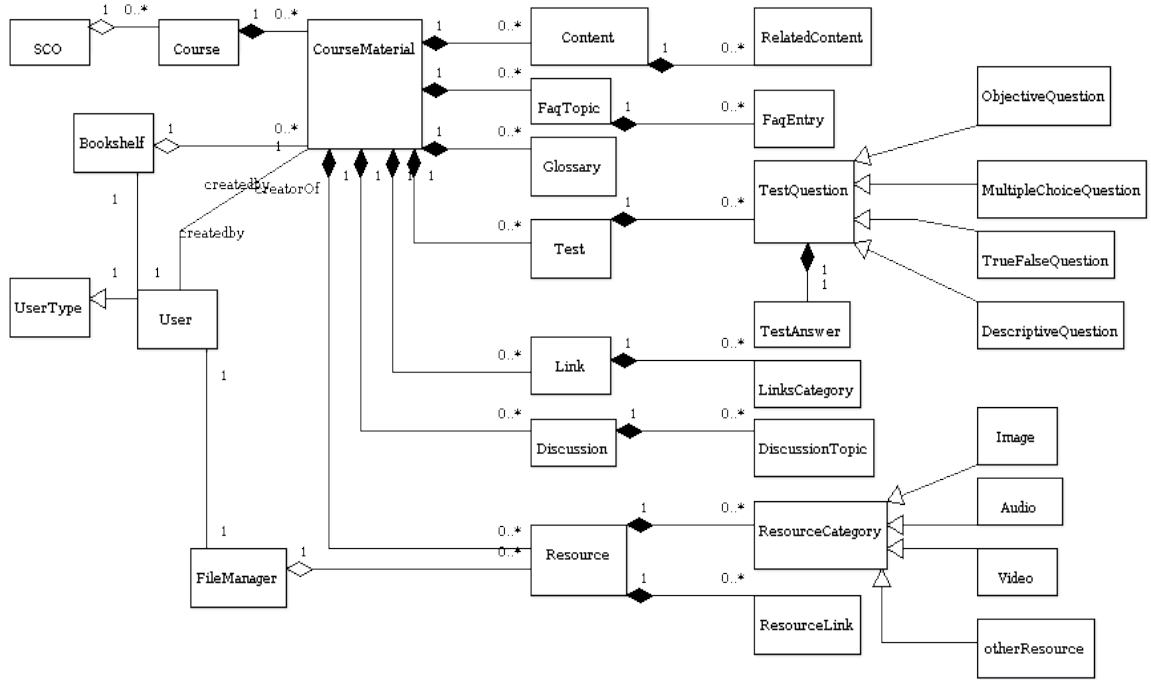 1 0..* 1 0..*
SCO Course CourseMaterial
1 0..* Content 1 0..* RelatedContent
1 0..* FaqTopic 1 0..* FaqEntry
ObjectiveQuestion
Bookshelf 1 0..*
1
1 0..* Glossary
createdby creatorOf
1 1 1 1
TestQuestion MultipleChoiceQuestion
1
createdby
0..* Test 1 0..*
TrueFalseQuestion
1 1
UserType User
1
1
TestAnswer DescriptiveQuestion
0..* Link 1 0..* LinksCategory
1
0..* Discussion 1 0..* DiscussionTopic
Image
Audio
1 0..*
0..* Resource ResourceCategory
1
1 0..*
FileManager
Video
1 0..*
ResourceLink
otherResource